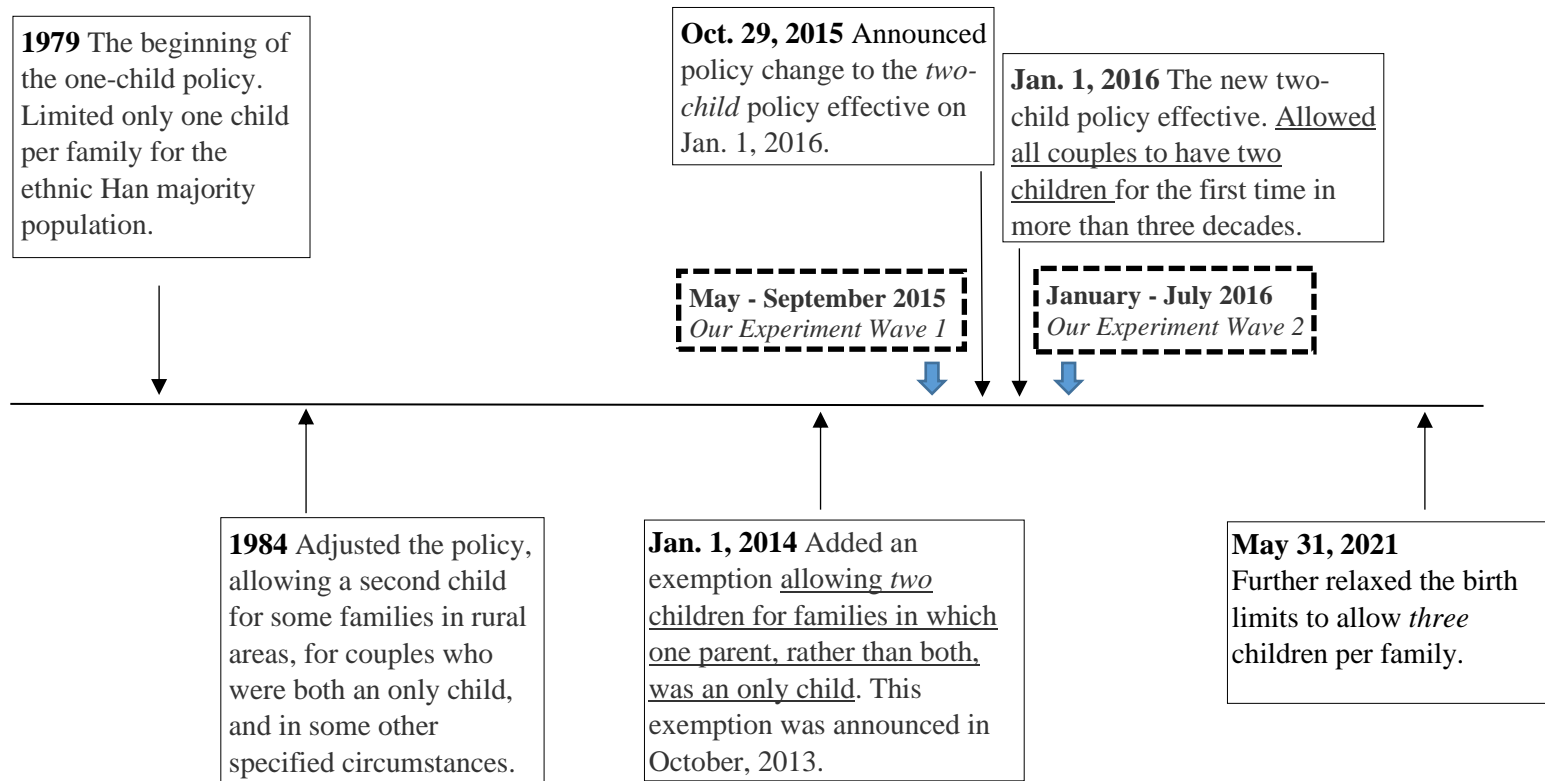 1979 The beginning of
the one-child policy.
Limited only one child
per family for the
ethnic Han majority
population.
Oct. 29, 2015 Announced
policy change to the two-
child policy effective on
Jan. 1, 2016.
Jan. 1, 2016 The new two-
child policy effective. Allowed
all couples to have two
children for the first time in
more than three decades.
May - September 2015
Our Experiment Wave 1
January - July 2016
Our Experiment Wave 2
1984 Adjusted the policy,
allowing a second child
for some families in rural
areas, for couples who
were both an only child,
and in some other
specified circumstances.
Jan. 1, 2014 Added an
exemption allowing two
children for families in which
one parent, rather than both,
was an only child. This
exemption was announced in
October, 2013.
May 31, 2021
Further relaxed the birth
limits to allow three
children per family.